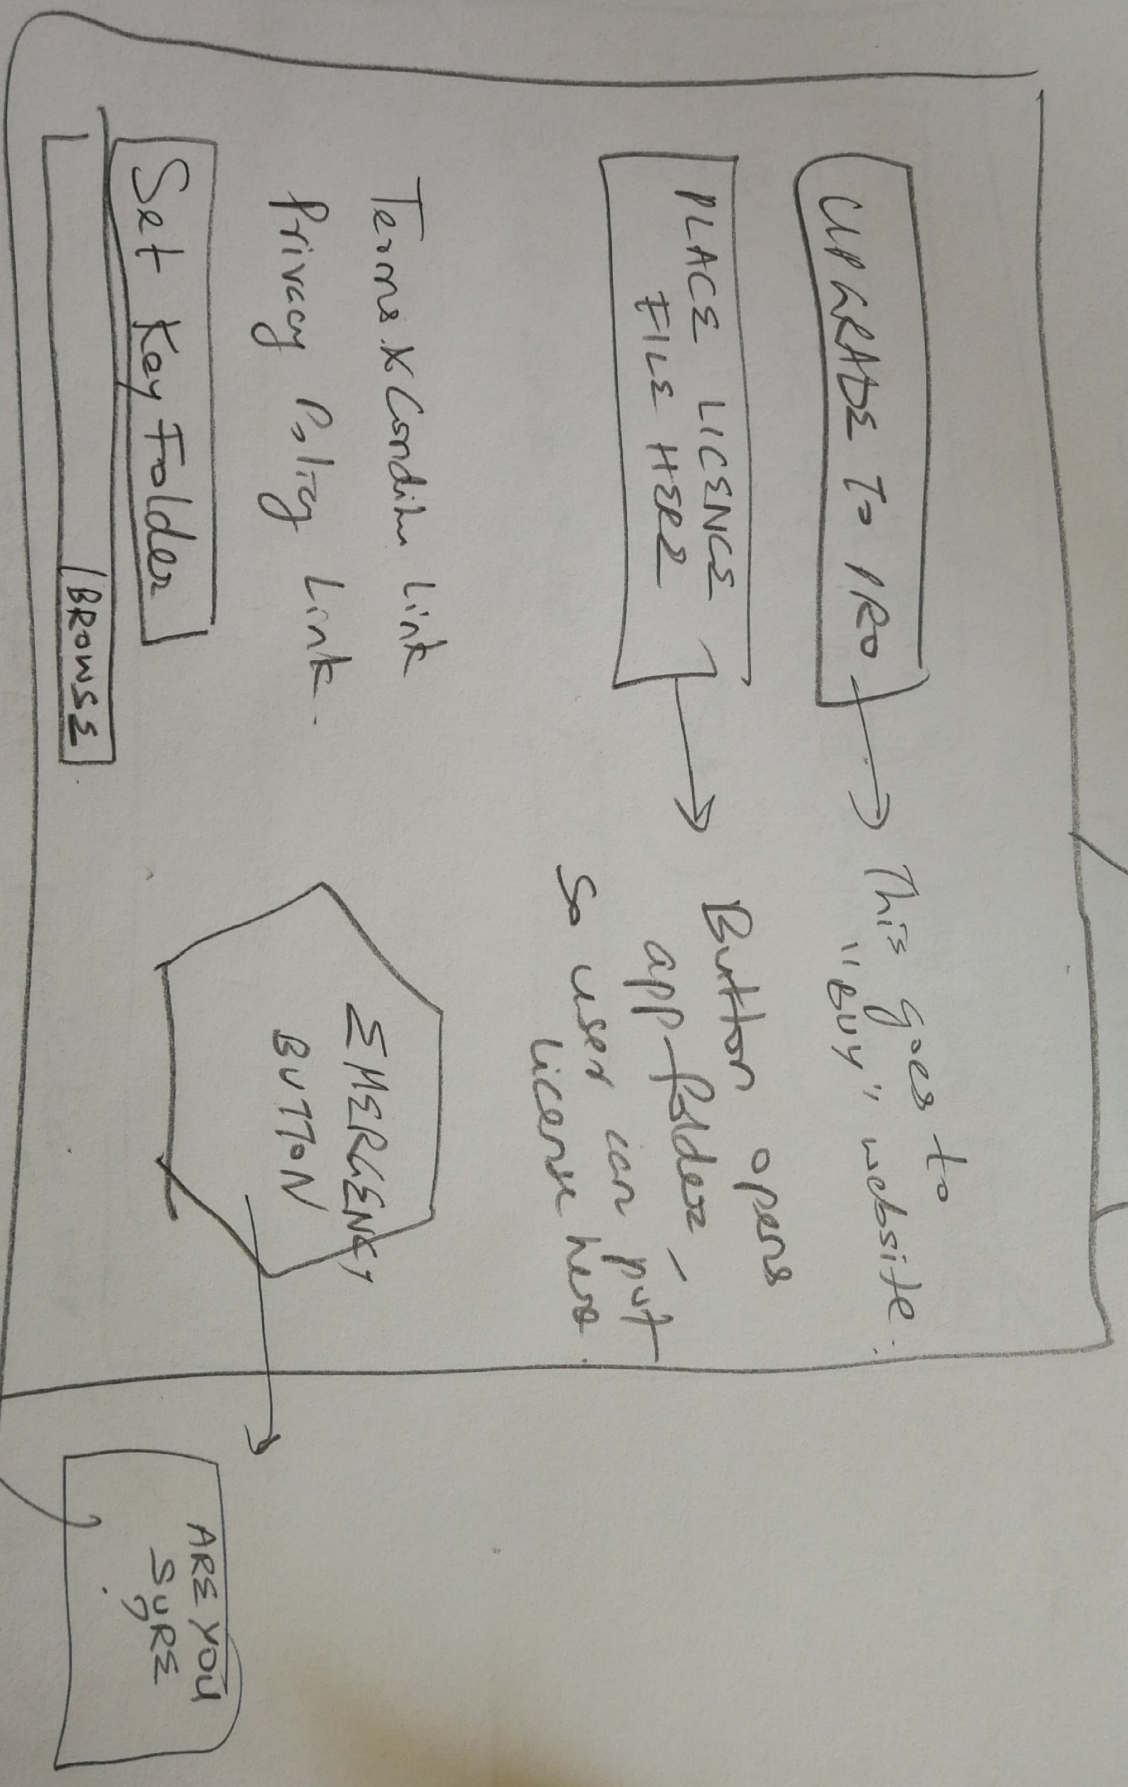 UPGRADE TO PRO
This goes to
"BUY" website.
PLACE LICENCE
FILE HERE
Button opens
app-folder,
so user can put
license here.
Terms & Condition Link
Privacy Policy Link.
EMERGENCY
BUTTON
Set Key Folder
BROWSE
ARE YOU
SURE